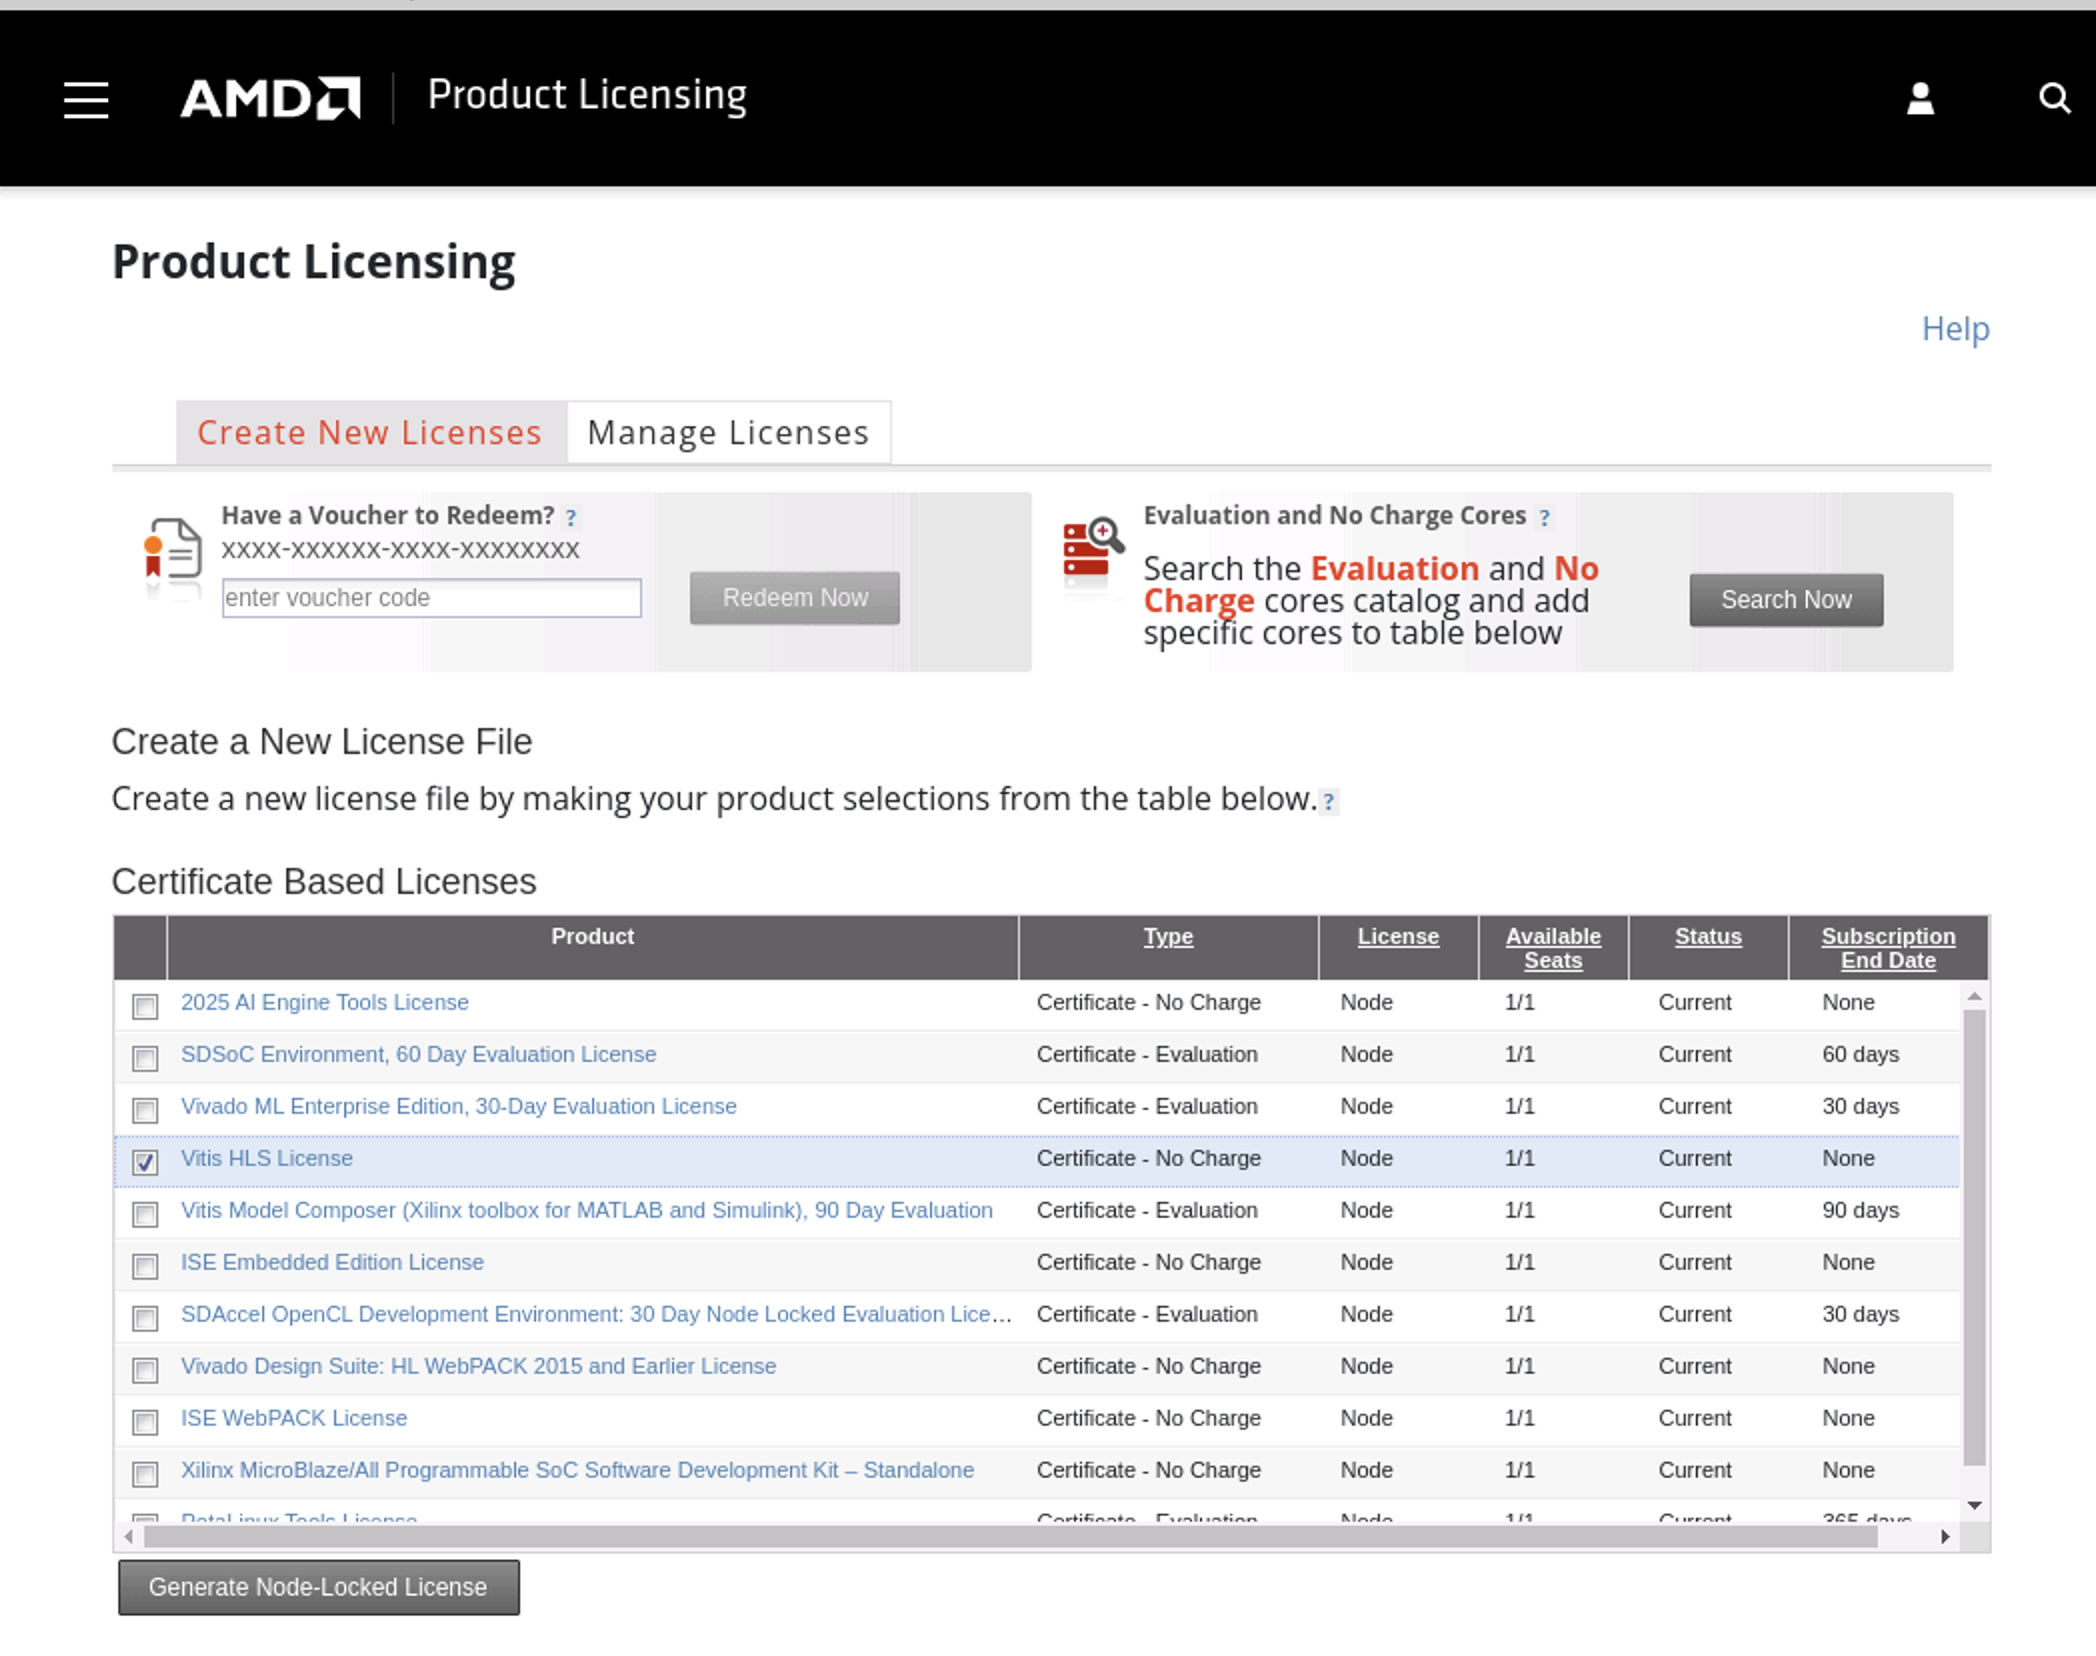 AMD Product Licensing
Product Licensing
Help
Create New Licenses Manage Licenses
Have a Voucher to Redeem? ?
XXXX-XXXXXX-XXXX-XXXXXXXX
enter voucher code
Redeem Now
Evaluation and No Charge Cores ?
Search the Evaluation and No
Charge cores catalog and add
specific cores to table below
Search Now
Create a New License File
Create a new license file by making your product selections from the table below. ?
Certificate Based Licenses
Product Type License Available Seats Status Subscription End Date
2025 AI Engine Tools License Certificate - No Charge Node 1/1 Current None
SDSoC Environment, 60 Day Evaluation License Certificate - Evaluation Node 1/1 Current 60 days
Vivado ML Enterprise Edition, 30-Day Evaluation License Certificate - Evaluation Node 1/1 Current 30 days
Vitis HLS License Certificate - No Charge Node 1/1 Current None
Vitis Model Composer (Xilinx toolbox for MATLAB and Simulink), 90 Day Evaluation Certificate - Evaluation Node 1/1 Current 90 days
ISE Embedded Edition License Certificate - No Charge Node 1/1 Current None
SDAccel OpenCL Development Environment: 30 Day Node Locked Evaluation Lice... Certificate - Evaluation Node 1/1 Current 30 days
Vivado Design Suite: HL WebPACK 2015 and Earlier License Certificate - No Charge Node 1/1 Current None
ISE WebPACK License Certificate - No Charge Node 1/1 Current None
Xilinx MicroBlaze/All Programmable SoC Software Development Kit – Standalone Certificate - No Charge Node 1/1 Current None
PetaLinux Tools License Certificate - Evaluation Node 1/1 Current 365 days
Generate Node-Locked License